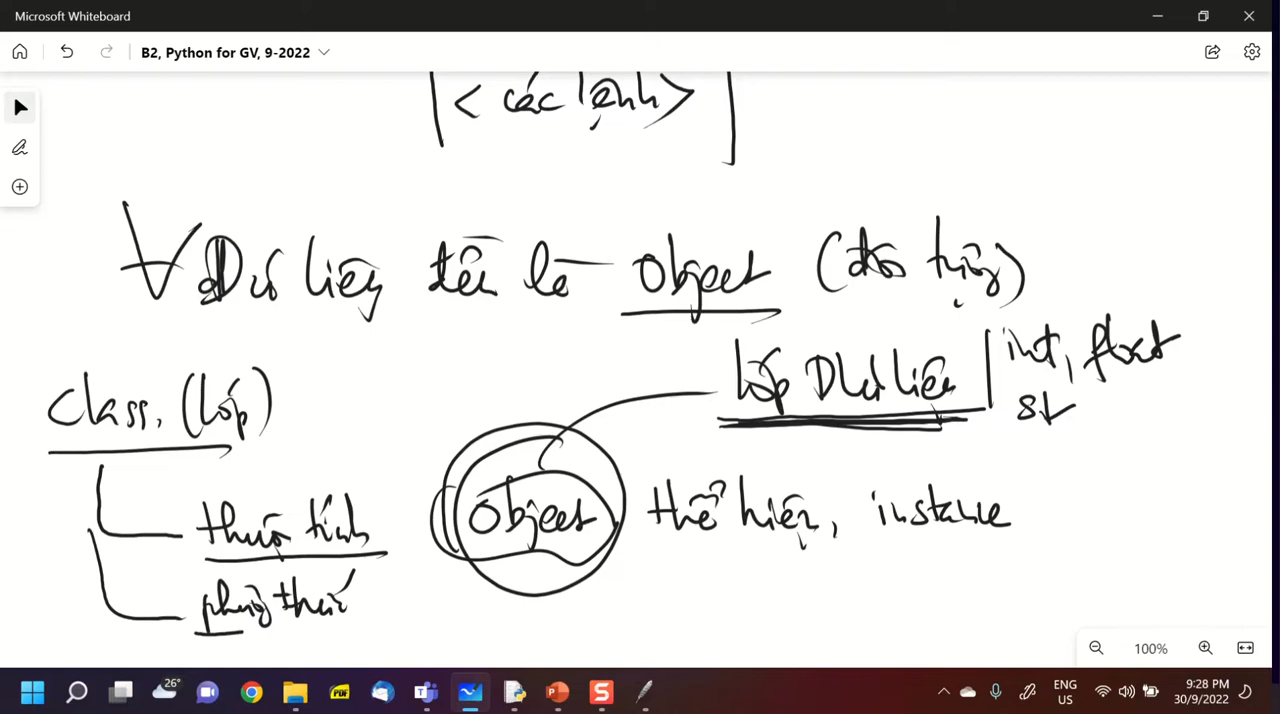 Microsoft Whiteboard
B2, Python for GV, 9-2022
< các lệnh >
∀ Dữ liệu đều là object (đối tượng)
lớp Dữ liệu | int, float
str
class, (lớp)
object thể hiện, instance
thuộc tính
phương thức
100%
26°
PDF
ENG
US
9:28 PM
30/9/2022